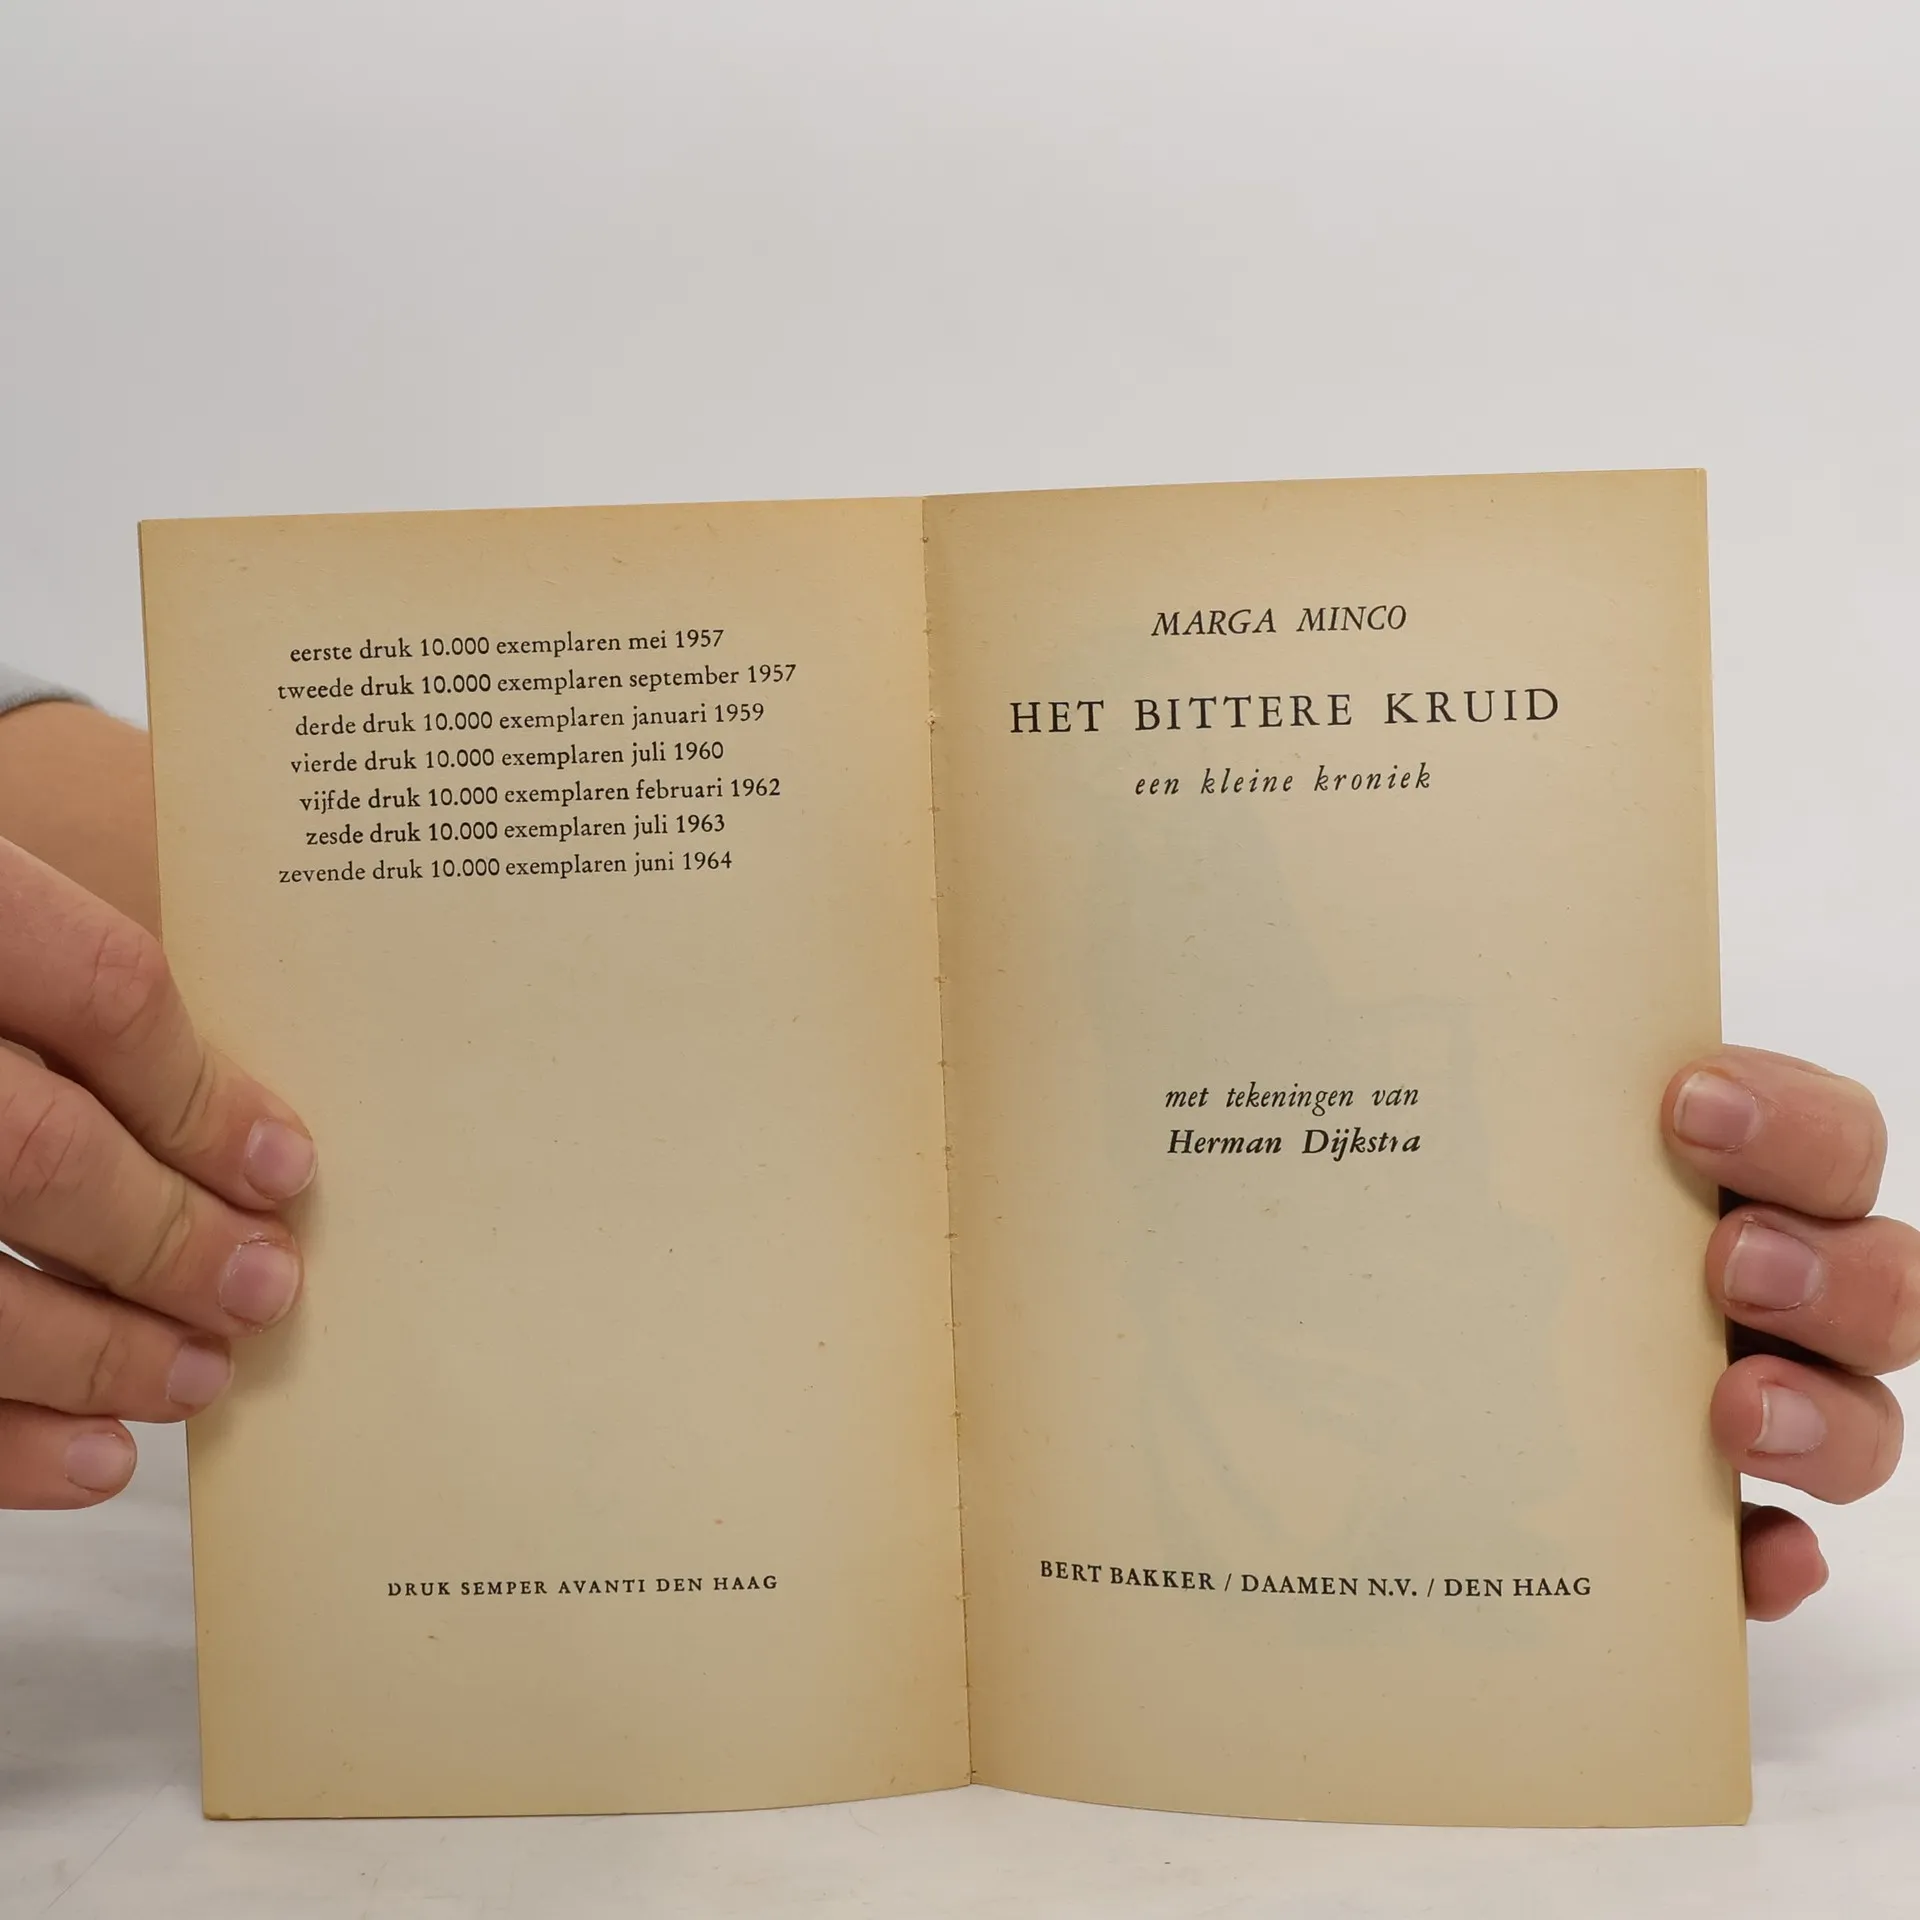 eerste druk 10.000 exemplaren mei 1957
tweede druk 10.000 exemplaren september 1957
derde druk 10.000 exemplaren januari 1959
vierde druk 10.000 exemplaren juli 1960
vijfde druk 10.000 exemplaren februari 1962
zesde druk 10.000 exemplaren juli 1963
zevende druk 10.000 exemplaren juni 1964
DRUK SEMPER AVANTI DEN HAAG
MARGA MINCO
HET BITTERE KRUID
een kleine kroniek
met tekeningen van
Herman Dijkstra
BERT BAKKER / DAAMEN N.V. / DEN HAAG